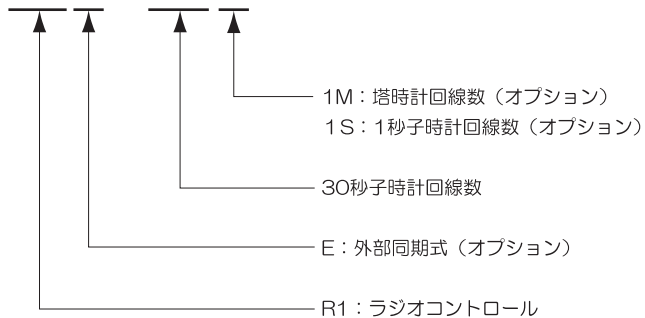 1M：塔時計回線数（オプション）
1S：1秒子時計回線数（オプション）
30秒子時計回線数
E：外部同期式（オプション）
R1：ラジオコントロール